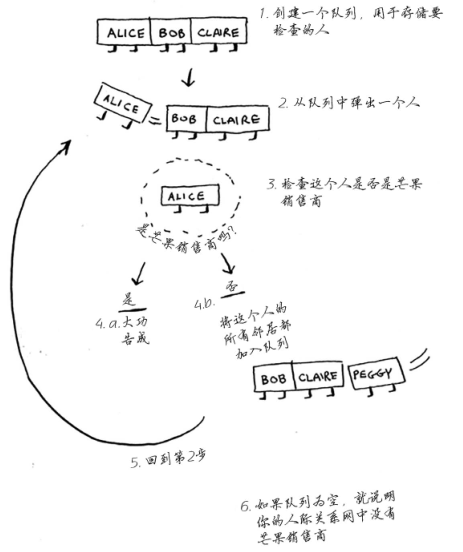 ALICE BOB CLAIRE
1. 创建一个队列，用于存储要
检查的人
ALICE
BOB CLAIRE
2. 从队列中弹出一个人
ALICE
3. 检查这个人是否是芒果
销售商
是芒果销售商吗？
是
4.a. 大功
告成
否
4.b.
将这个人的
所有邻居都
加入队列
BOB CLAIRE PEGGY
5. 回到第2步
6. 如果队列为空，就说明
你的人际关系网中没有
芒果销售商